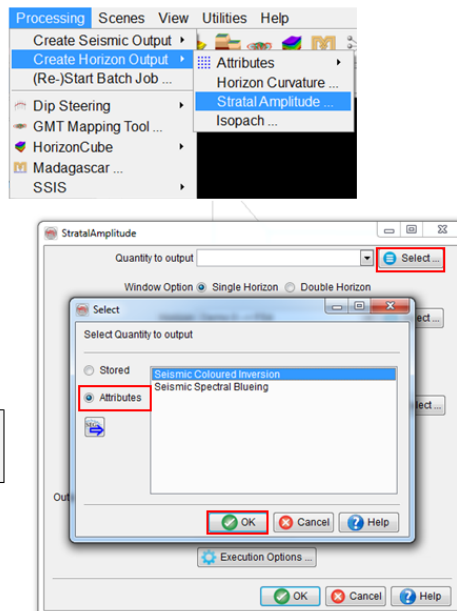 Processing Scenes View Utilities Help
Create Seismic Output
Create Horizon Output
(Re-)Start Batch Job ...
Dip Steering
GMT Mapping Tool ...
HorizonCube
Madagascar ...
SSIS
Attributes
Horizon Curvature ...
Stratal Amplitude ...
Isopach ...
StratalAmplitude
Quantity to output
Select ...
Window Option Single Horizon Double Horizon
ect ...
Select
Select Quantity to output
Stored
Attributes
Seismic Coloured Inversion
Seismic Spectral Blueing
lect ...
Out
OK Cancel Help
Execution Options ...
OK Cancel Help